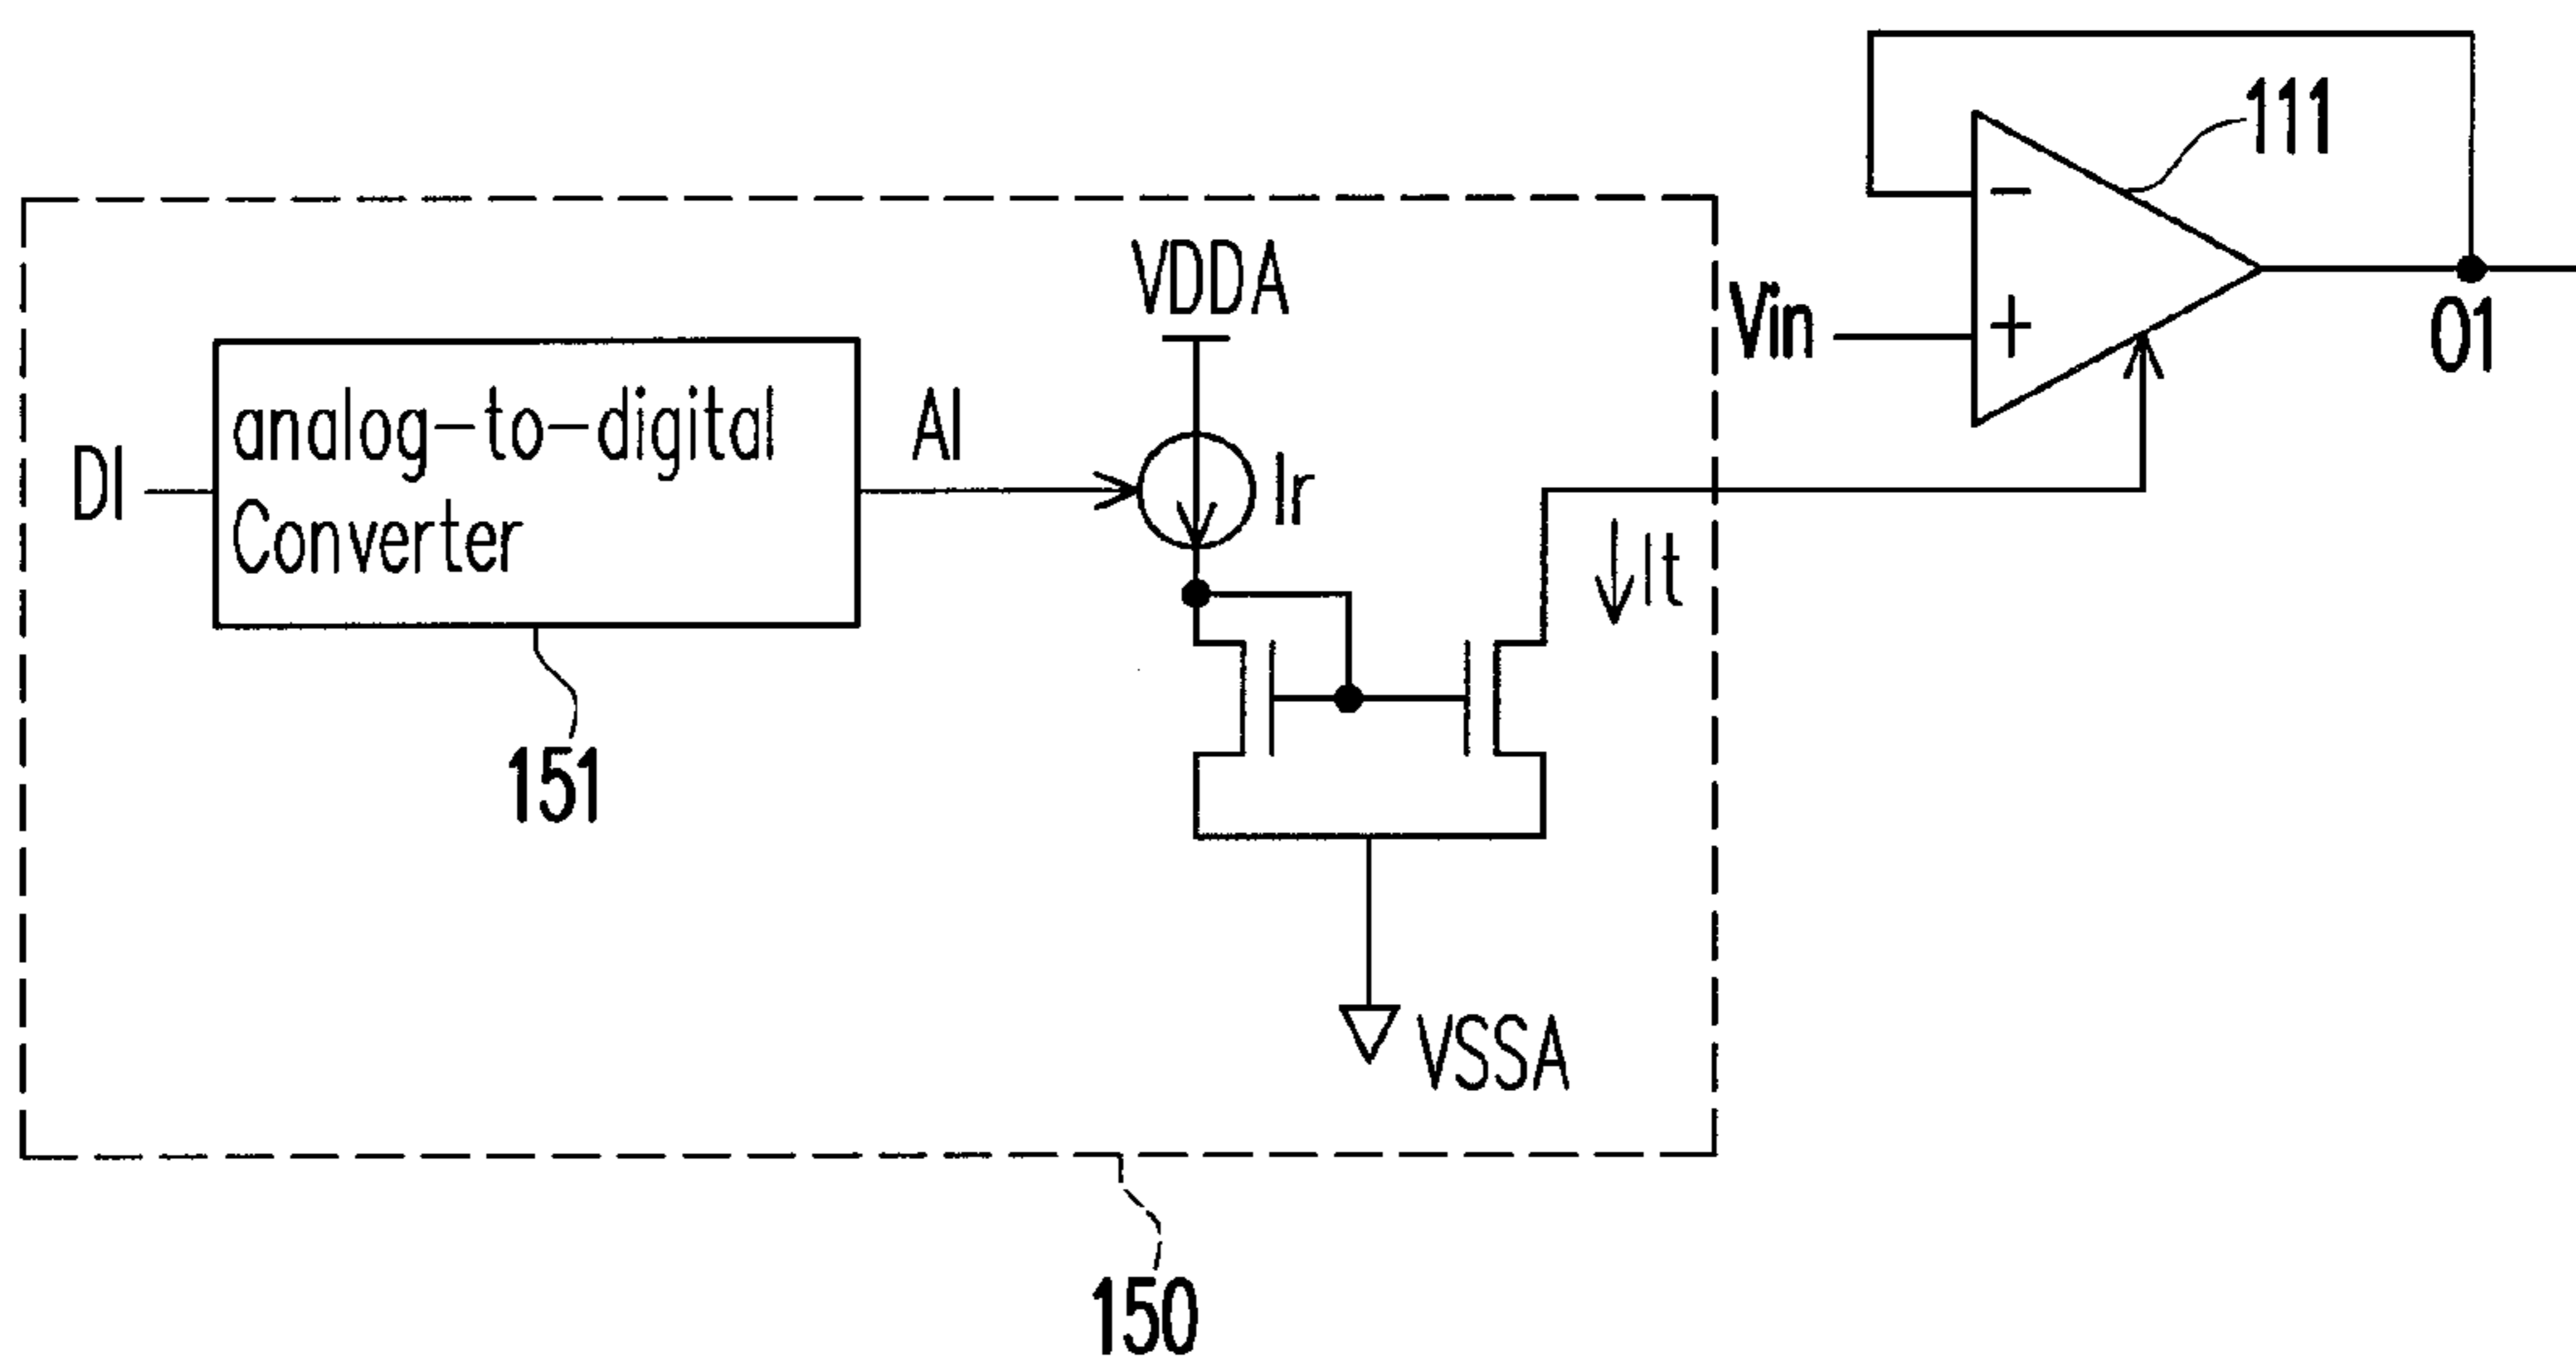 111
VDDA
Vin
-
+
O1
analog-to-digital
Converter
DI
AI
Ir
It
151
VSSA
150